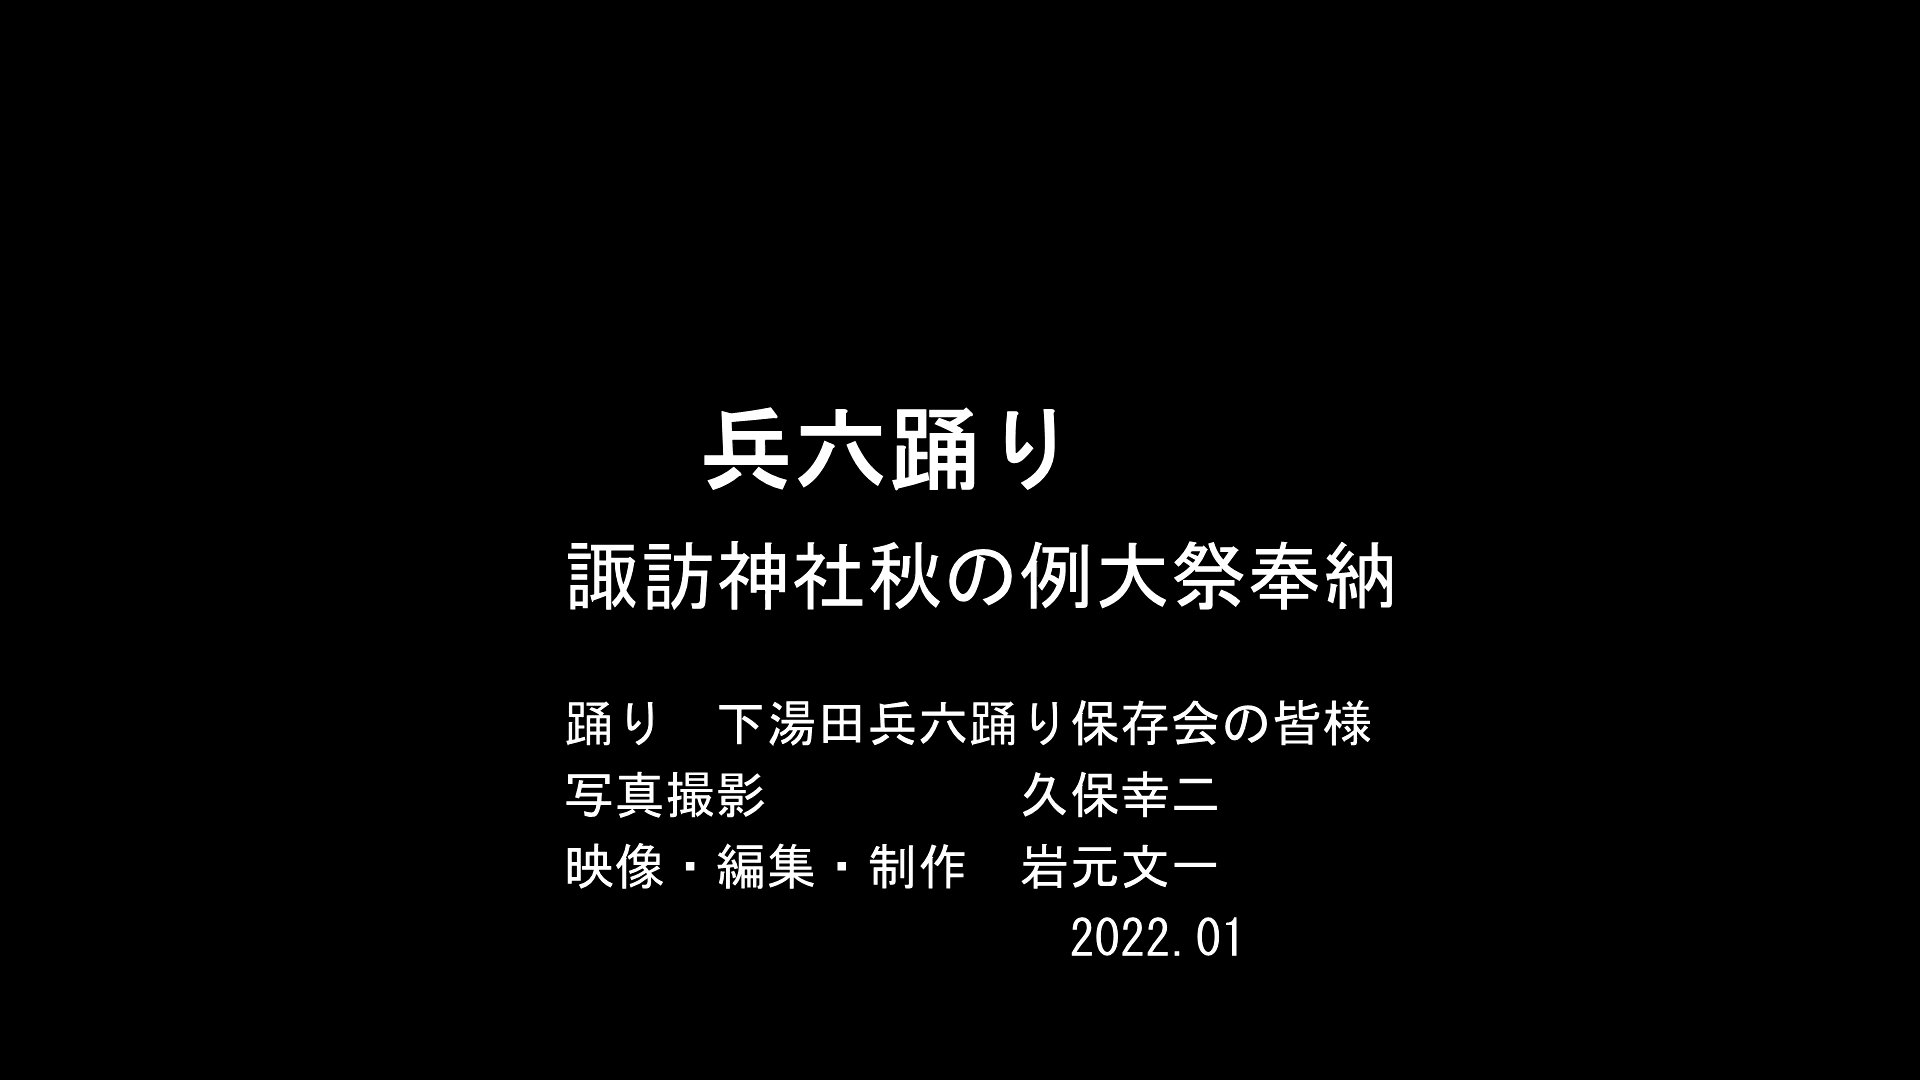 兵六踊り
諏訪神社秋の例大祭奉納
踊り　下湯田兵六踊り保存会の皆様
写真撮影　　　　　久保幸二
映像・編集・制作　岩元文一
2022.01